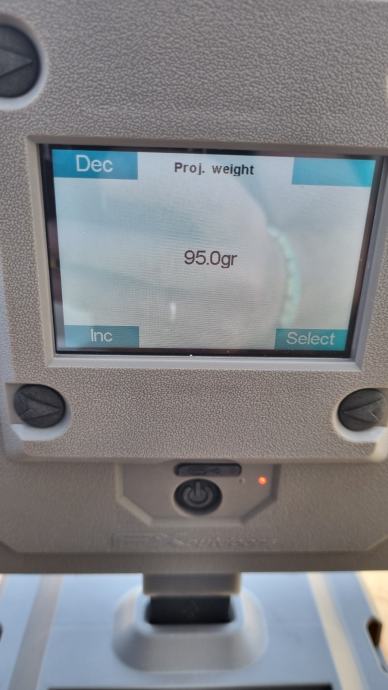 Dec
Proj. weight
95.0gr
Inc
Select